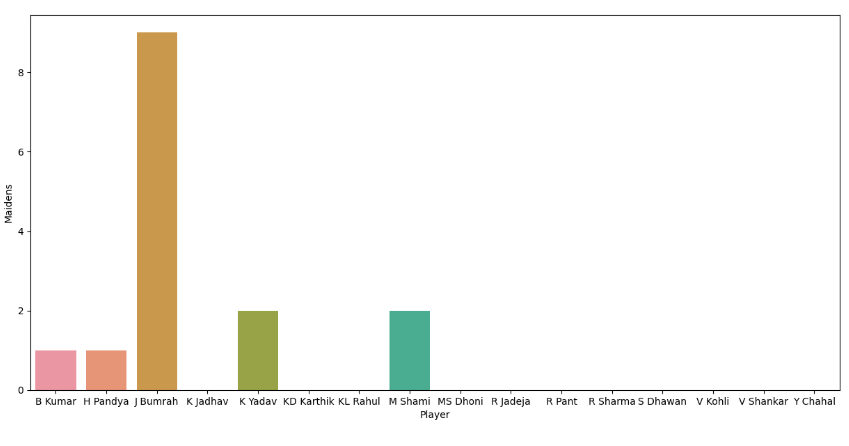 Maidens
8
6
4
2
0
B Kumar H Pandya J Bumrah K Jadhav K Yadav KD Karthik KL Rahul M Shami MS Dhoni R Jadeja R Pant R Sharma S Dhawan V Kohli V Shankar Y Chahal
Player